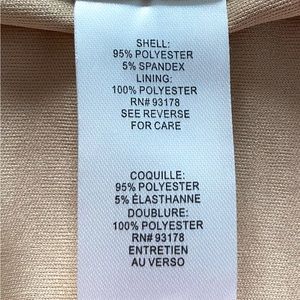 SHELL:
95% POLYESTER
5% SPANDEX
LINING:
100% POLYESTER
RN# 93178
SEE REVERSE
FOR CARE
COQUILLE:
95% POLYESTER
5% ÉLASTHANNE
DOUBLURE:
100% POLYESTER
RN# 93178
ENTRETIEN
AU VERSO